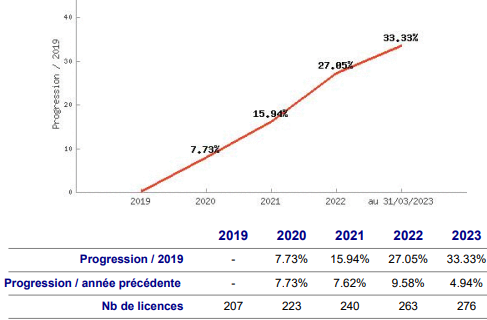 40
33.33%
30
27.05%
Progression / 2019
20
15.94%
10
7.73%
0
2019 2020 2021 2022 au 31/03/2023
2019 2020 2021 2022 2023
Progression / 2019 - 7.73% 15.94% 27.05% 33.33%
Progression / année précédente - 7.73% 7.62% 9.58% 4.94%
Nb de licences 207 223 240 263 276